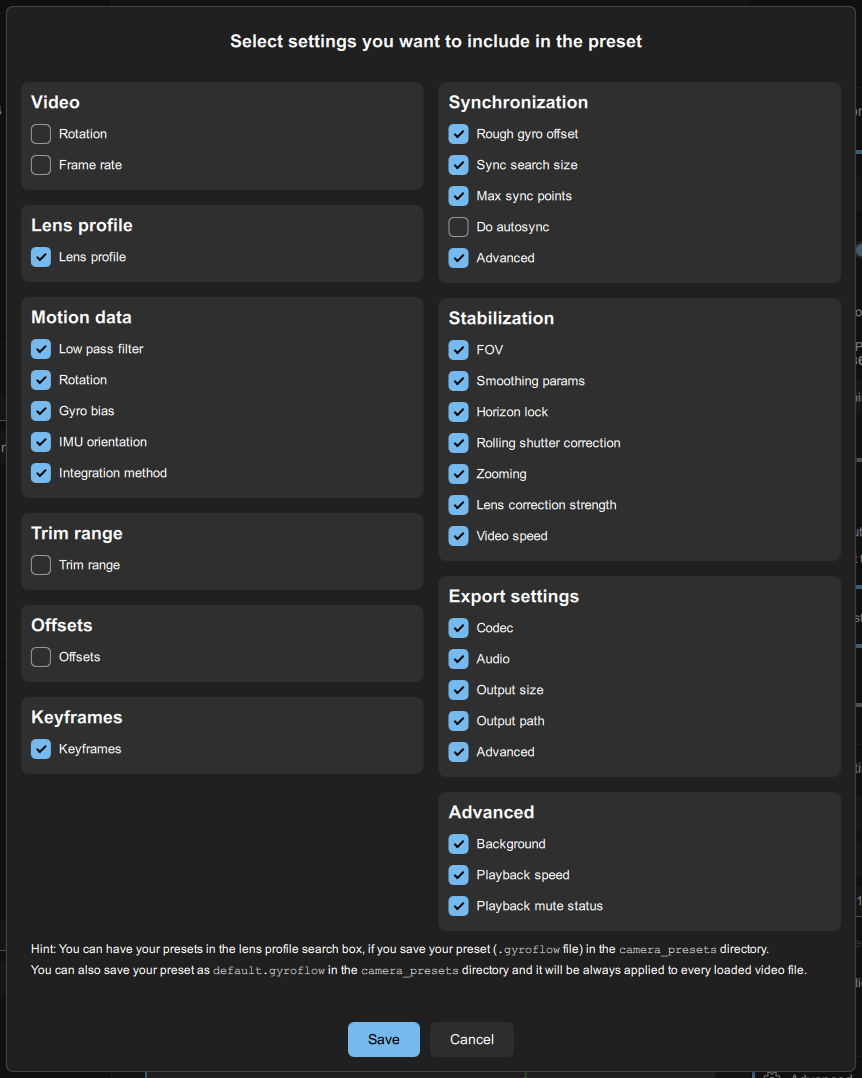 Select settings you want to include in the preset
Video
Rotation
Frame rate
Lens profile
Lens profile
Motion data
Low pass filter
Rotation
Gyro bias
IMU orientation
Integration method
Trim range
Trim range
Offsets
Offsets
Keyframes
Keyframes
Synchronization
Rough gyro offset
Sync search size
Max sync points
Do autosync
Advanced
Stabilization
FOV
Smoothing params
Horizon lock
Rolling shutter correction
Zooming
Lens correction strength
Video speed
Export settings
Codec
Audio
Output size
Output path
Advanced
Advanced
Background
Playback speed
Playback mute status
Hint: You can have your presets in the lens profile search box, if you save your preset (.gyroflow file) in the camera_presets directory.
You can also save your preset as default.gyroflow in the camera_presets directory and it will be always applied to every loaded video file.
Save
Cancel